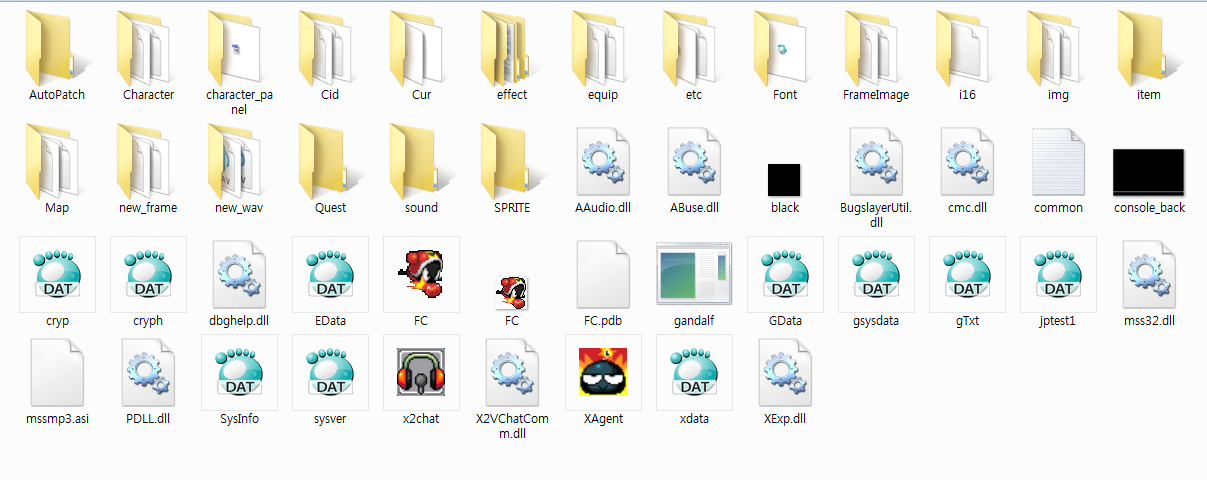 AutoPatch Character character_pa Cid Cur effect equip etc Font FrameImage i16 img item
nel
Map new_frame new_wav Quest sound SPRITE AAudio.dll ABuse.dll black BugslayerUtil. cmc.dll common console_back
dll
DAT DAT DAT DAT DAT DAT DAT
cryp cryph dbghelp.dll EData FC FC FC.pdb gandalf GData gsysdata gTxt jptest1 mss32.dll
DAT DAT DAT
mssmp3.asi PDLL.dll SysInfo sysver x2chat X2VChatCom XAgent xdata XExp.dll
m.dll